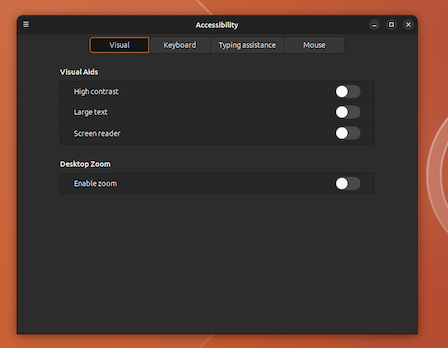 Accessibility
Visual Keyboard Typing assistance Mouse
Visual Aids
High contrast
Large text
Screen reader
Desktop Zoom
Enable zoom